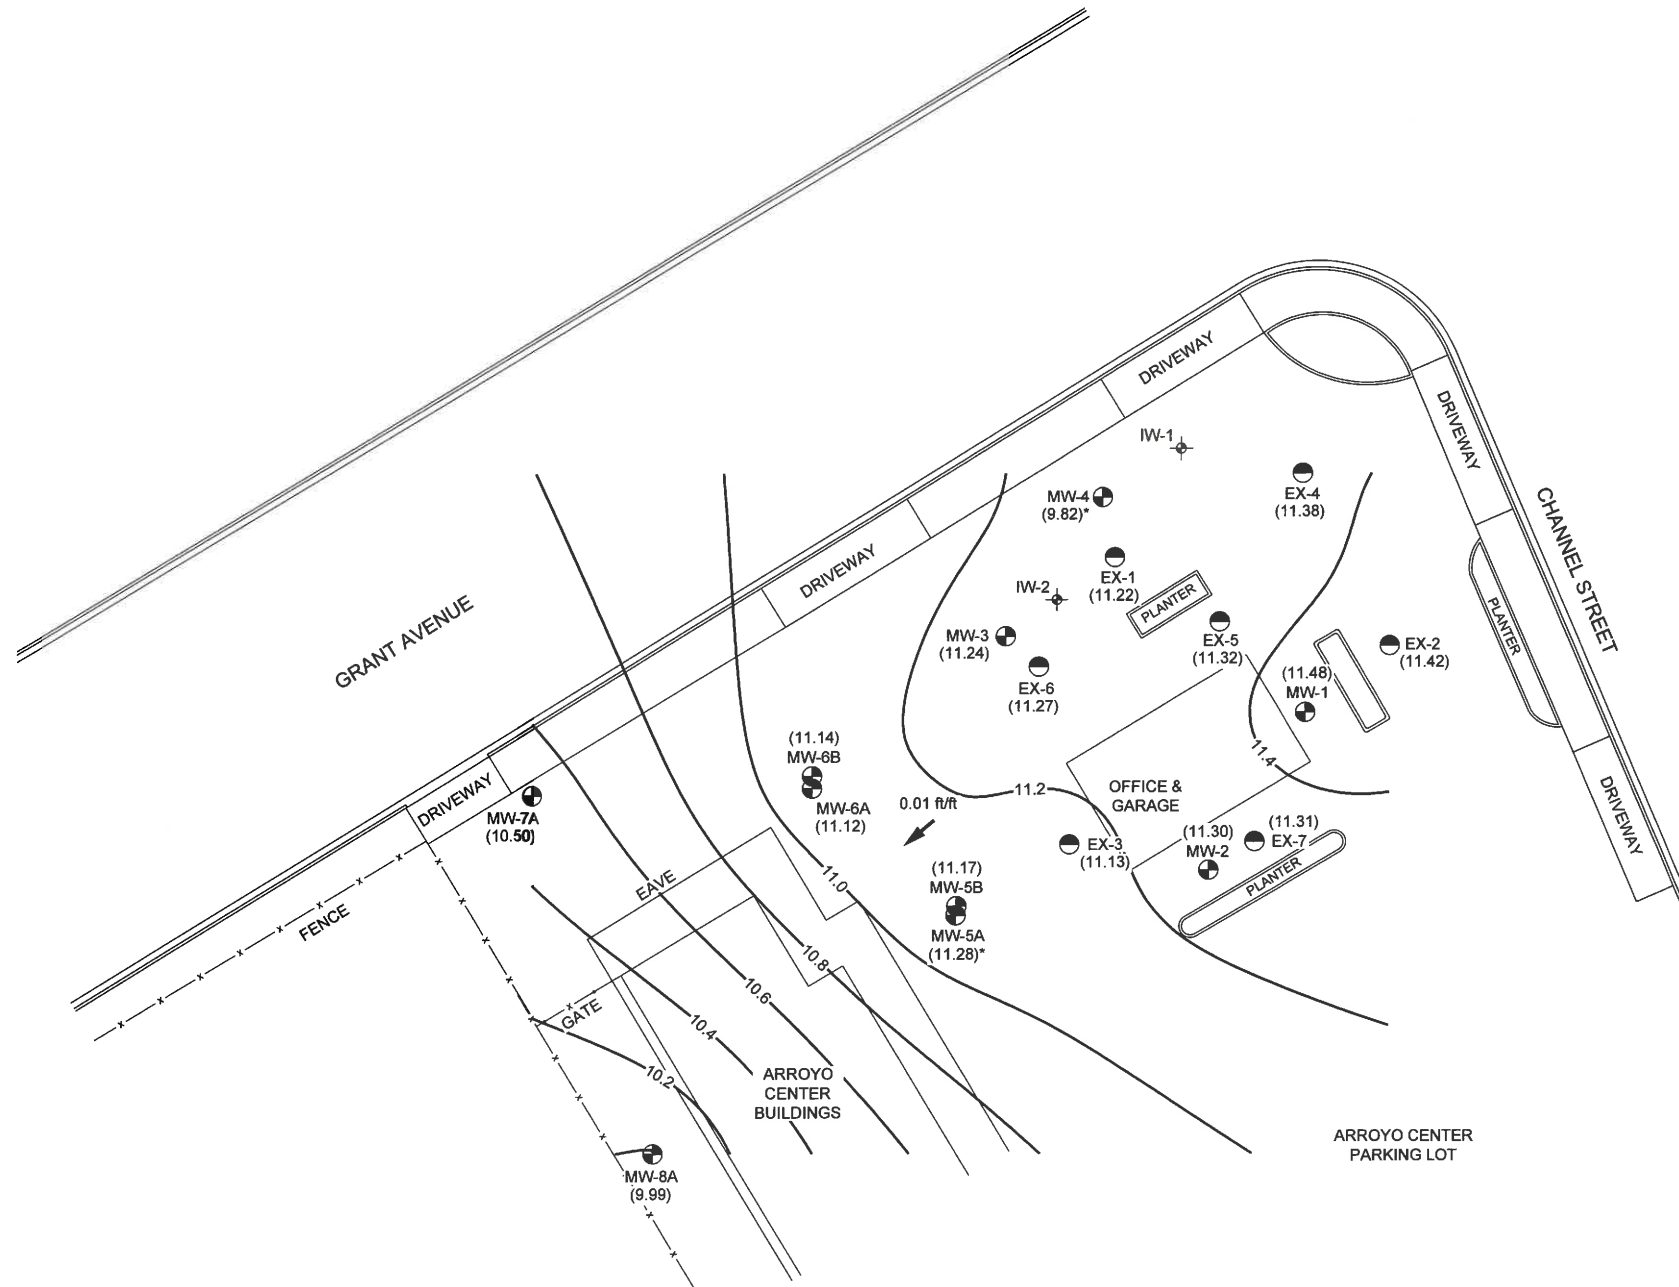 DRIVEWAY
DRIVEWAY
IW-1
MW-4
(9.82)*
EX-4
(11.38)
CHANNEL STREET
DRIVEWAY
EX-1
(11.22)
IW-2
PLANTER
PLANTER
GRANT AVENUE
MW-3
(11.24)
EX-5
(11.32)
EX-2
(11.42)
EX-6
(11.27)
(11.48)
MW-1
(11.14)
MW-6B
11.4
DRIVEWAY
MW-7A
(10.50)
MW-6A
(11.12)
0.01 ft/ft
11.2
OFFICE &
GARAGE
DRIVEWAY
(11.30)
MW-2
(11.31)
EX-7
EX-3
(11.13)
PLANTER
11.0
EAVE
(11.17)
MW-5B
FENCE
MW-5A
(11.28)*
10.8
10.6
GATE
10.4
10.2
ARROYO
CENTER
BUILDINGS
ARROYO CENTER
PARKING LOT
MW-8A
(9.99)